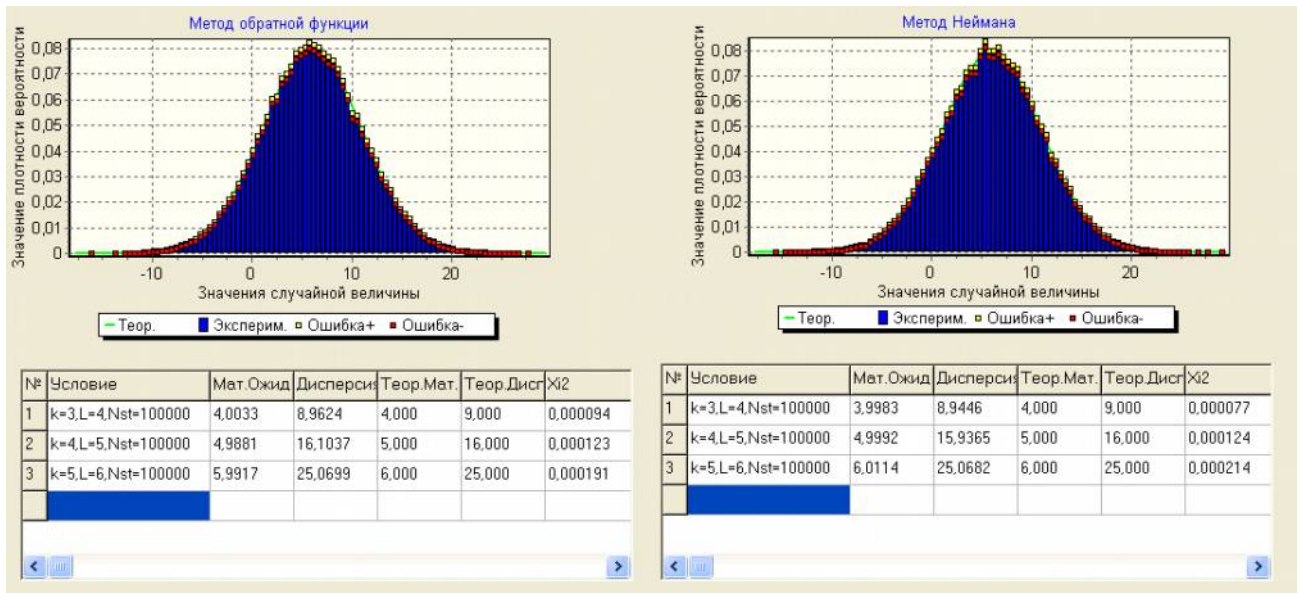 Метод обратной функции
Значение плотности вероятности
0,08
0,07
0,06
0,05
0,04
0,03
0,02
0,01
0
-10 0 10 20
Значения случайной величины
Теор. Эксперим. Ошибка+ Ошибка-
№ Условие Мат.Ожид Дисперсия Теор.Мат. Теор.Дисп Xi2
1 k=3,L=4,Nst=100000 4,0033 8,9624 4,000 9,000 0,000094
2 k=4,L=5,Nst=100000 4,9881 16,1037 5,000 16,000 0,000123
3 k=5,L=6,Nst=100000 5,9917 25,0699 6,000 25,000 0,000191
Метод Неймана
Значение плотности вероятности
0,08
0,07
0,06
0,05
0,04
0,03
0,02
0,01
0
-10 0 10 20
Значения случайной величины
Теор. Эксперим. Ошибка+ Ошибка-
№ Условие Мат.Ожид Дисперсия Теор.Мат. Теор.Дисп Xi2
1 k=3,L=4,Nst=100000 3,9983 8,9446 4,000 9,000 0,000077
2 k=4,L=5,Nst=100000 4,9992 15,9365 5,000 16,000 0,000124
3 k=5,L=6,Nst=100000 6,0114 25,0682 6,000 25,000 0,000214